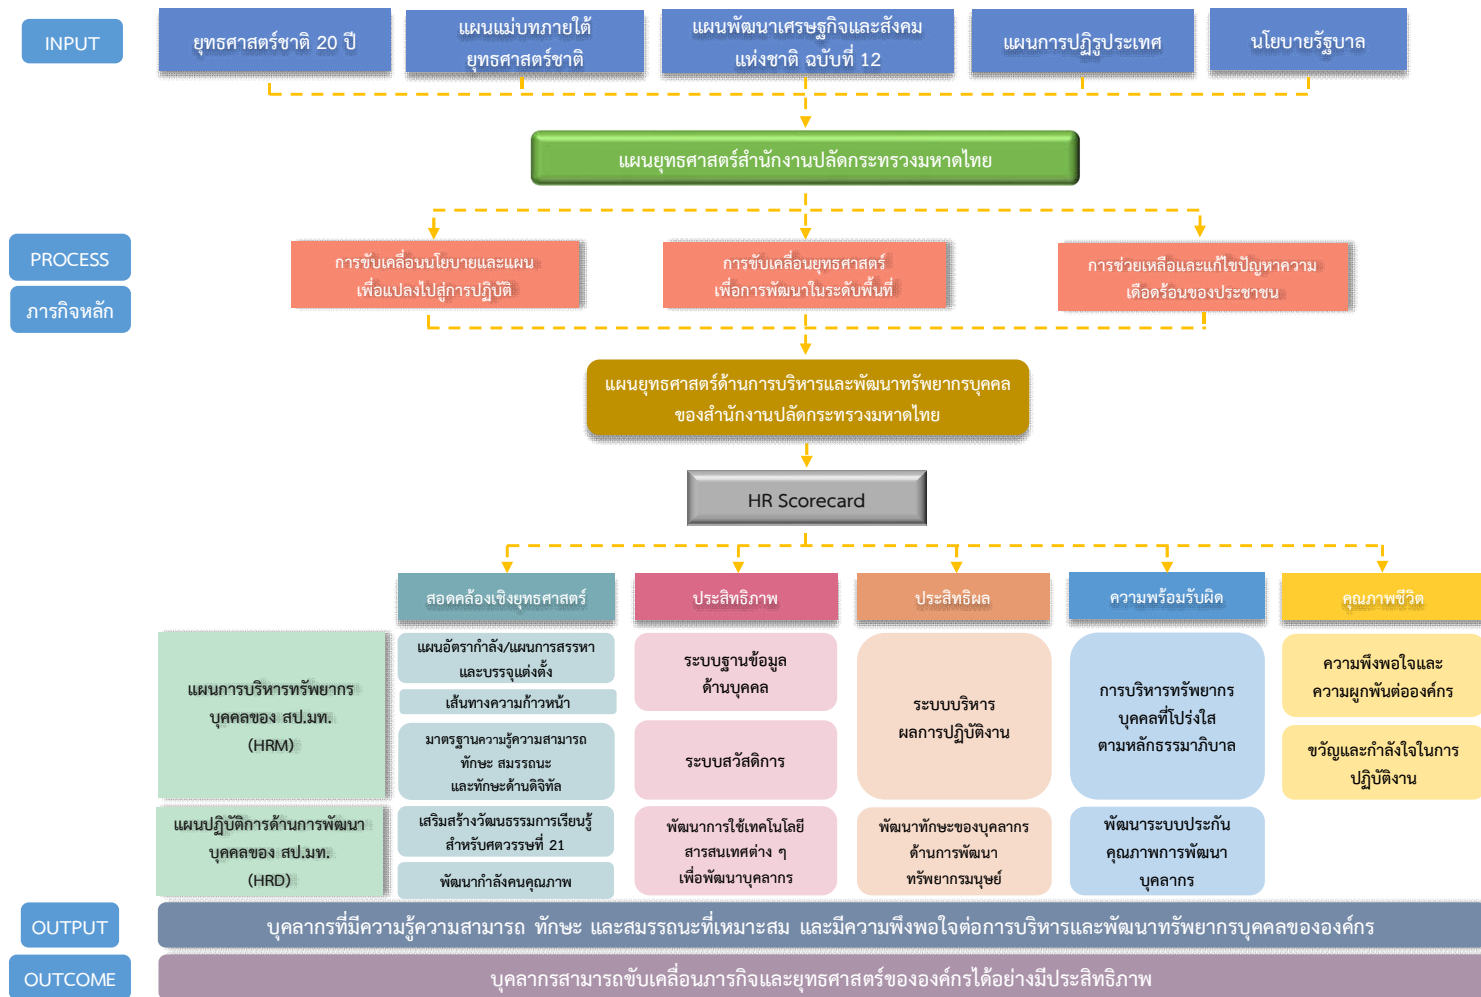 INPUT
ยุทธศาสตร์ชาติ 20 ปี
แผนแม่บทภายใต้
ยุทธศาสตร์ชาติ
แผนพัฒนาเศรษฐกิจและสังคม
แห่งชาติ ฉบับที่ 12
แผนการปฏิรูประเทศ
นโยบายรัฐบาล
แผนยุทธศาสตร์สำนักงานปลัดกระทรวงมหาดไทย
PROCESS
ภารกิจหลัก
การขับเคลื่อนนโยบายและแผน
เพื่อแปลงไปสู่การปฏิบัติ
การขับเคลื่อนยุทธศาสตร์
เพื่อการพัฒนาในระดับพื้นที่
การช่วยเหลือและแก้ไขปัญหาความ
เดือดร้อนของประชาชน
แผนยุทธศาสตร์ด้านการบริหารและพัฒนาทรัพยากรบุคคล
ของสำนักงานปลัดกระทรวงมหาดไทย
HR Scorecard
สอดคล้องเชิงยุทธศาสตร์
ประสิทธิภาพ
ประสิทธิผล
ความพร้อมรับผิด
คุณภาพชีวิต
แผนการบริหารทรัพยากร
บุคคลของ สป.มท.
(HRM)
แผนอัตรากำลัง/แผนการสรรหา
และบรรจุแต่งตั้ง
เส้นทางความก้าวหน้า
มาตรฐานความรู้ความสามารถ
ทักษะ สมรรถนะ
และทักษะด้านดิจิทัล
ระบบฐานข้อมูล
ด้านบุคคล
ระบบสวัสดิการ
ระบบบริหาร
ผลการปฏิบัติงาน
การบริหารทรัพยากร
บุคคลที่โปร่งใส
ตามหลักธรรมาภิบาล
ความพึงพอใจและ
ความผูกพันต่อองค์กร
ขวัญและกำลังใจในการ
ปฏิบัติงาน
แผนปฏิบัติการด้านการพัฒนา
บุคคลของ สป.มท.
(HRD)
เสริมสร้างวัฒนธรรมการเรียนรู้
สำหรับศตวรรษที่ 21
พัฒนากำลังคนคุณภาพ
พัฒนาการใช้เทคโนโลยี
สารสนเทศต่าง ๆ
เพื่อพัฒนาบุคลากร
พัฒนาทักษะของบุคลากร
ด้านการพัฒนา
ทรัพยากรมนุษย์
พัฒนาระบบประกัน
คุณภาพการพัฒนา
บุคลากร
OUTPUT
บุคลากรที่มีความรู้ความสามารถ ทักษะ และสมรรถนะที่เหมาะสม และมีความพึงพอใจต่อการบริหารและพัฒนาทรัพยากรบุคคลขององค์กร
OUTCOME
บุคลากรสามารถขับเคลื่อนภารกิจและยุทธศาสตร์ขององค์กรได้อย่างมีประสิทธิภาพ